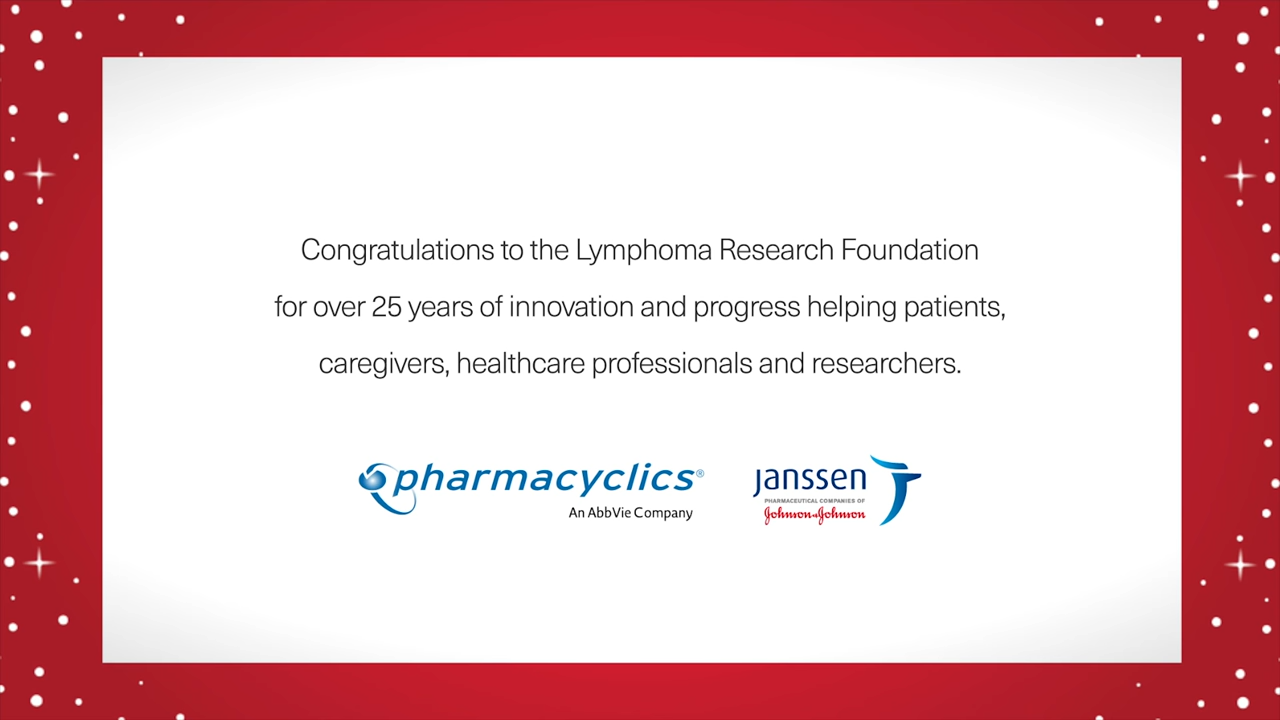 Congratulations to the Lymphoma Research Foundation
for over 25 years of innovation and progress helping patients,
caregivers, healthcare professionals and researchers.
pharmacyclics®
An AbbVie Company
janssen
PHARMACEUTICAL COMPANIES OF
Johnson&Johnson